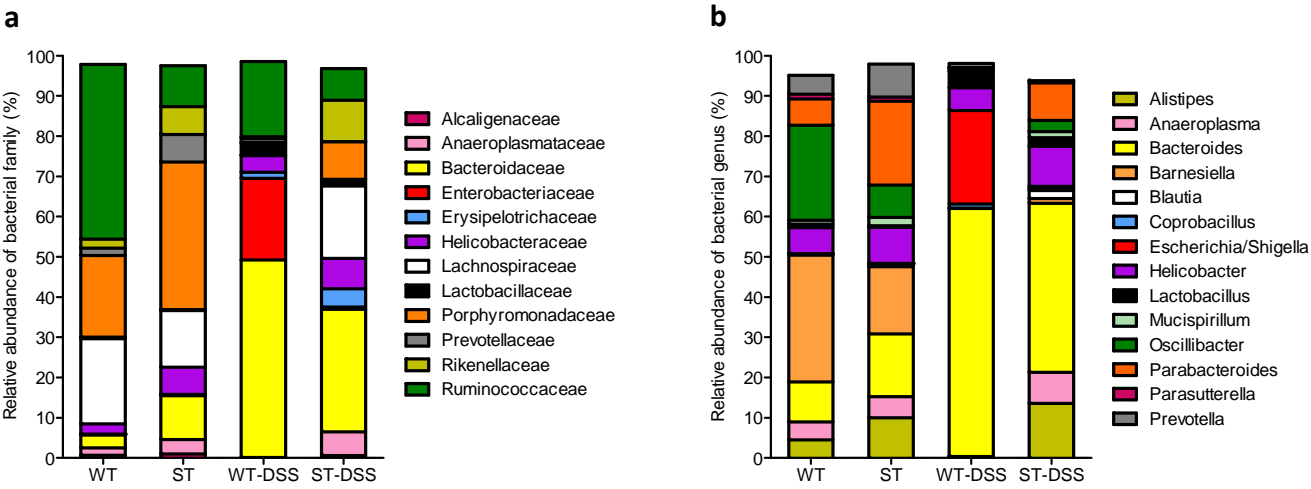 a
Relative abundance of bacterial family (%)
100
90
80
70
60
50
40
30
20
10
0
WT ST WT-DSS ST-DSS
Alcaligenaceae
Anaeroplasmataceae
Bacteroidaceae
Enterobacteriaceae
Erysipelotrichaceae
Helicobacteraceae
Lachnospiraceae
Lactobacillaceae
Porphyromonadaceae
Prevotellaceae
Rikenellaceae
Ruminococcaceae
b
Relative abundance of bacterial genus (%)
100
90
80
70
60
50
40
30
20
10
0
WT ST WT-DSS ST-DSS
Alistipes
Anaeroplasma
Bacteroides
Barnesiella
Blautia
Coprobacillus
Escherichia/Shigella
Helicobacter
Lactobacillus
Mucispirillum
Oscillibacter
Parabacteroides
Parasutterella
Prevotella